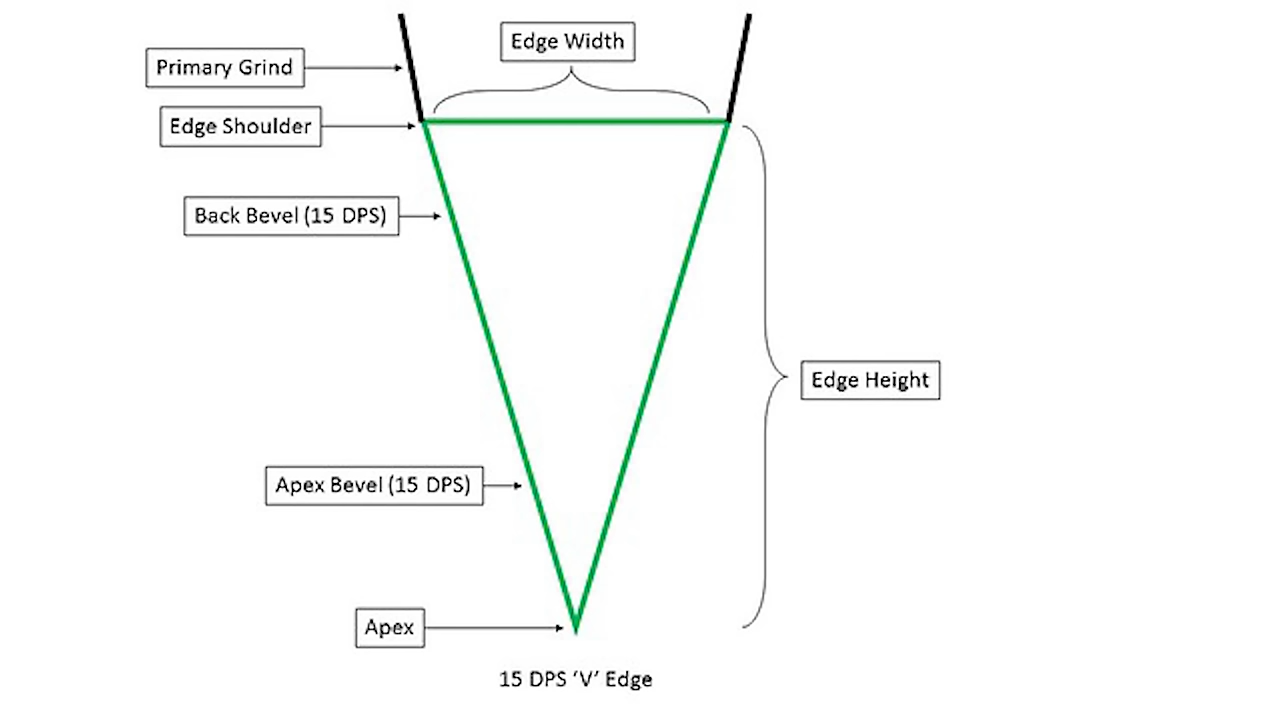 Edge Width
Primary Grind
Edge Shoulder
Back Bevel (15 DPS)
Edge Height
Apex Bevel (15 DPS)
Apex
15 DPS ‘V’ Edge